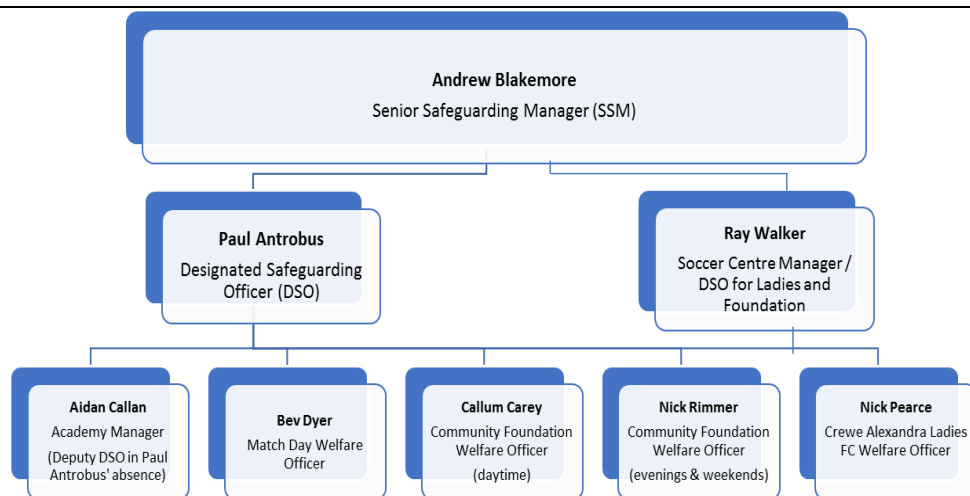 Andrew Blakemore
Senior Safeguarding Manager (SSM)
Paul Antrobus
Designated Safeguarding
Officer (DSO)
Ray Walker
Soccer Centre Manager /
DSO for Ladies and
Foundation
Aidan Callan
Academy Manager
(Deputy DSO in Paul
Antrobus' absence)
Bev Dyer
Match Day Welfare
Officer
Callum Carey
Community Foundation
Welfare Officer
(daytime)
Nick Rimmer
Community Foundation
Welfare Officer
(evenings & weekends)
Nick Pearce
Crewe Alexandra Ladies
FC Welfare Officer